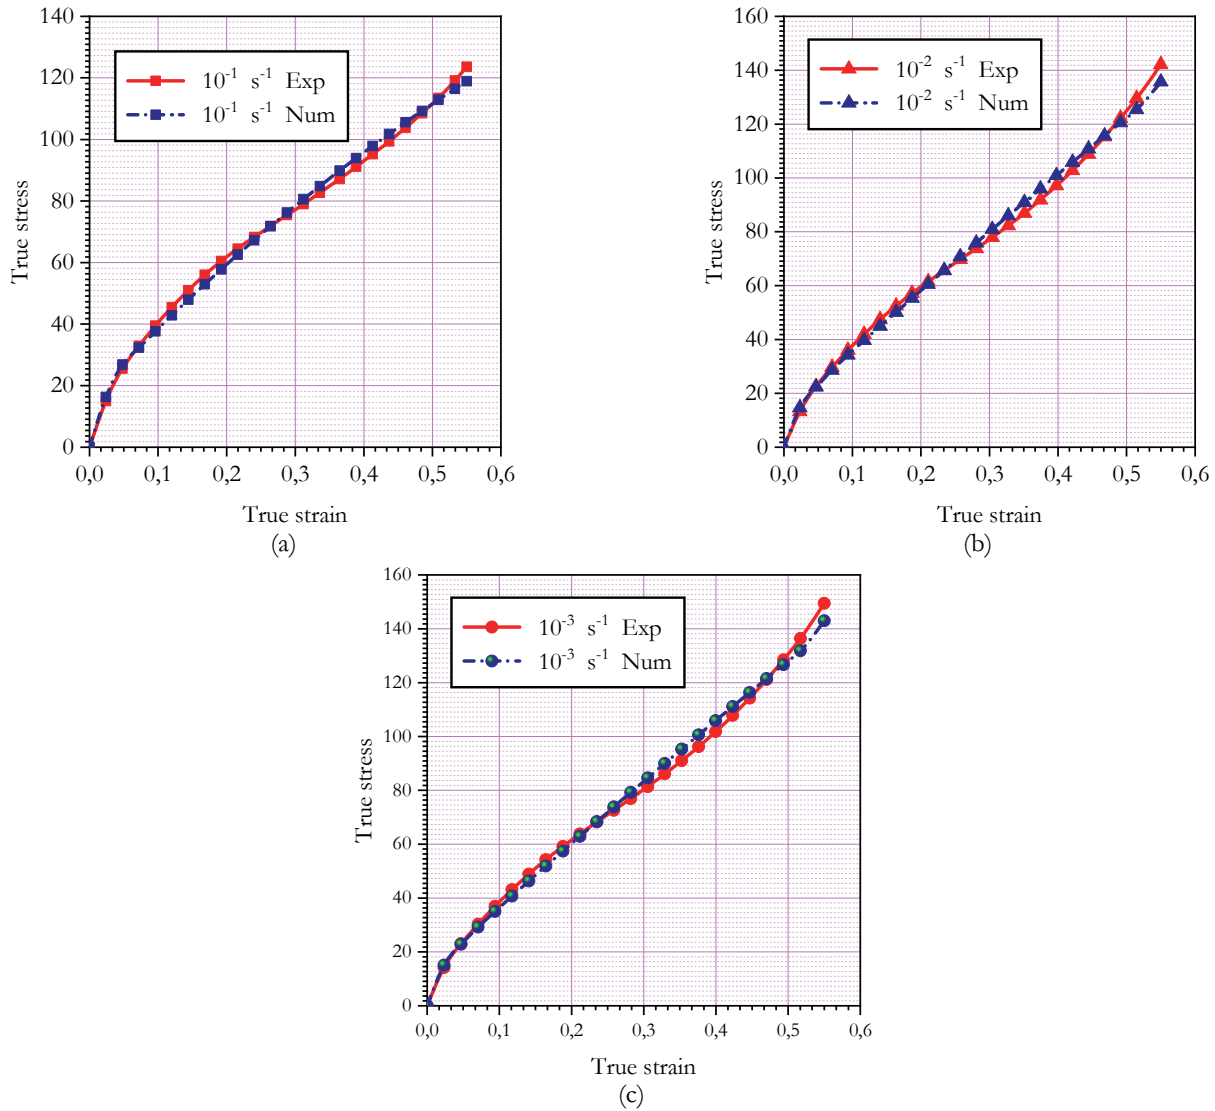 140
120
100
80
60
40
20
0
True stress
10⁻¹ s⁻¹ Exp
10⁻¹ s⁻¹ Num
0,0 0,1 0,2 0,3 0,4 0,5 0,6
True strain
(a)
160
140
120
100
80
60
40
20
0
True stress
10⁻² s⁻¹ Exp
10⁻² s⁻¹ Num
0,0 0,1 0,2 0,3 0,4 0,5 0,6
True strain
(b)
160
140
120
100
80
60
40
20
0
True stress
10⁻³ s⁻¹ Exp
10⁻³ s⁻¹ Num
0,0 0,1 0,2 0,3 0,4 0,5 0,6
True strain
(c)